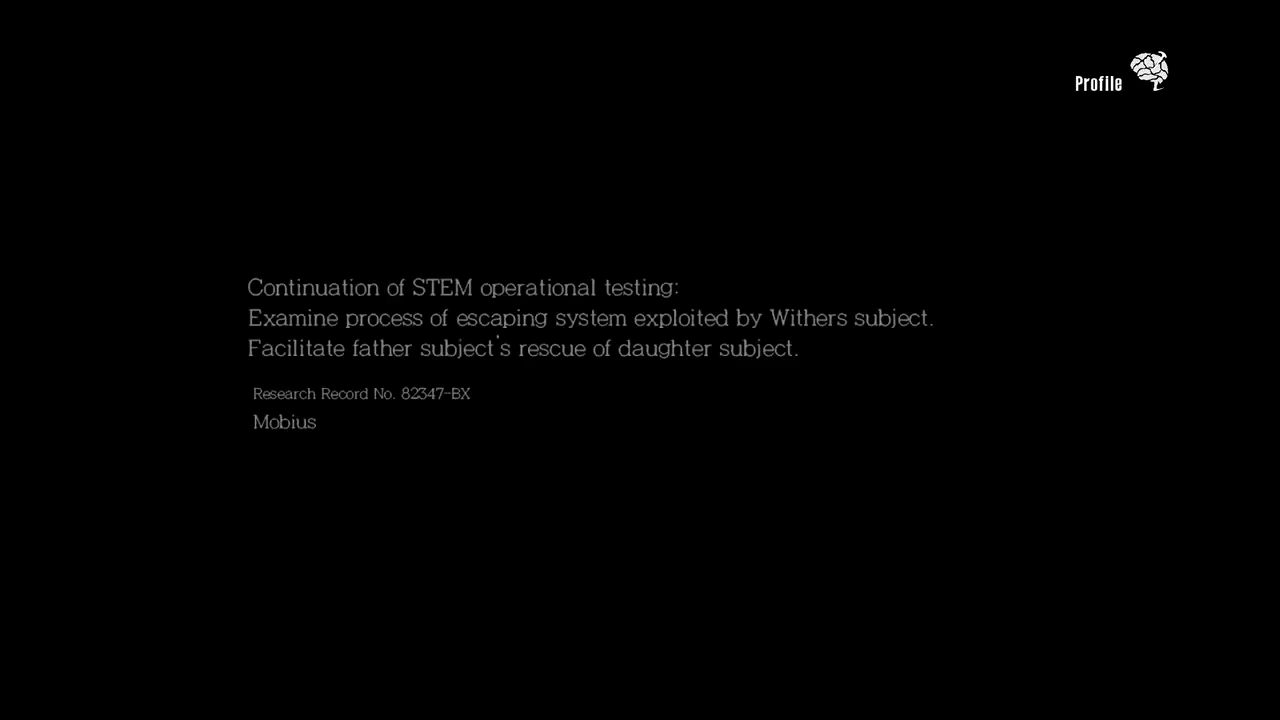 Profile
Continuation of STEM operational testing:
Examine process of escaping system exploited by Withers subject.
Facilitate father subject's rescue of daughter subject.
Research Record No. 82347-BX
Mobius